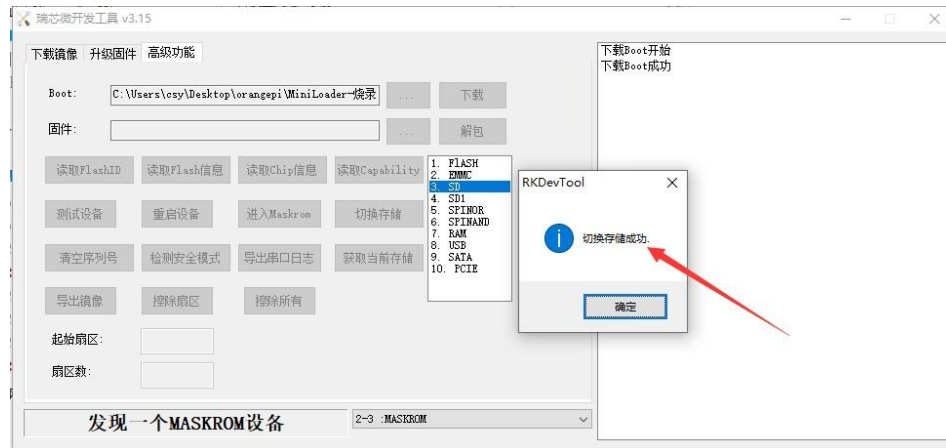 瑞芯微开发工具 v3.15
下载镜像 升级固件 高级功能
Boot: C:\Users\csy\Desktop\orangepi\MiniLoader-烧录 ... 下载
固件: ... 解包
读取FlashID 读取Flash信息 读取Chip信息 读取Capability
测试设备 重启设备 进入Maskrom 切换存储
清空序列号 检测安全模式 导出串口日志 获取当前存储
导出镜像 擦除扇区 擦除所有
起始扇区:
扇区数:
1. FlASH
2. EMMC
3. SD
4. SD1
5. SPINOR
6. SPINAND
7. RAM
8. USB
9. SATA
10. PCIE
RKDevTool
切换存储成功.
确定
下载Boot开始
下载Boot成功
发现一个MASKROM设备
2-3 :MASKROM